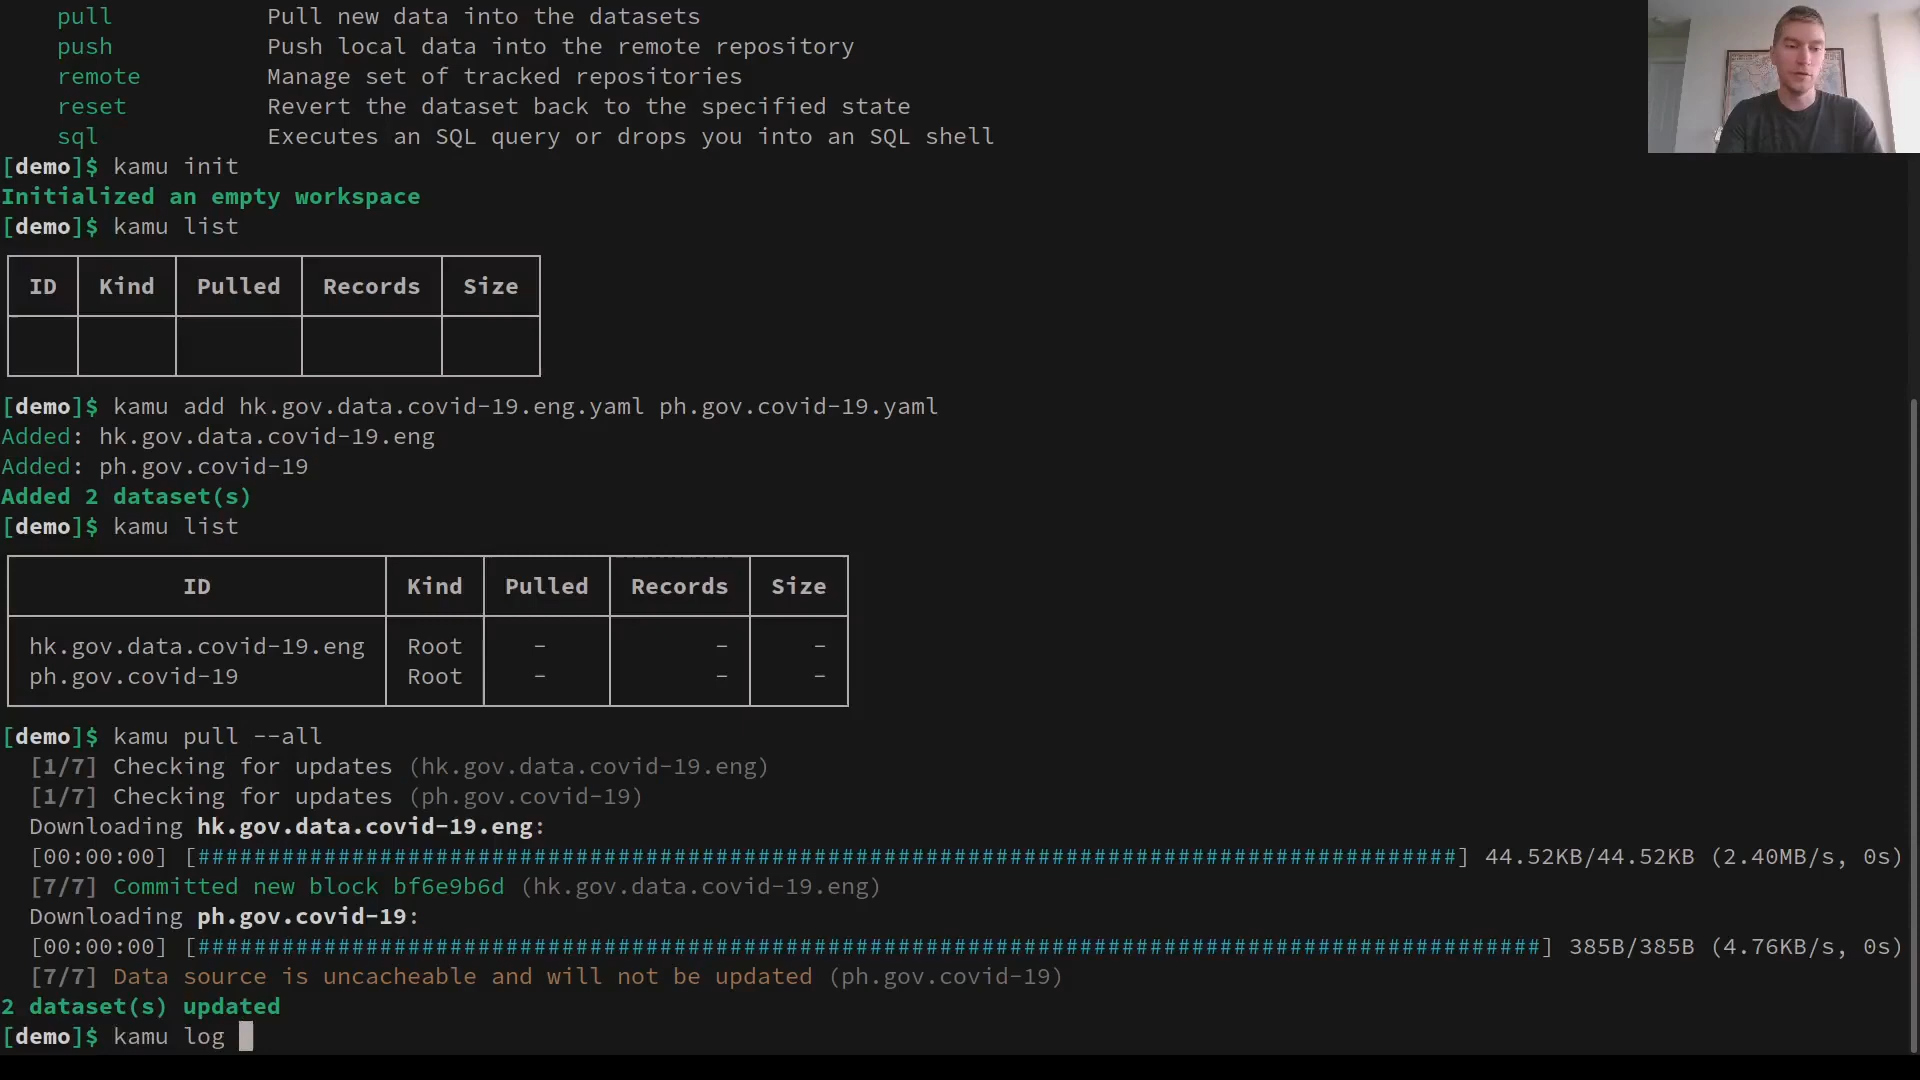 pull Pull new data into the datasets
push Push local data into the remote repository
remote Manage set of tracked repositories
reset Revert the dataset back to the specified state
sql Executes an SQL query or drops you into an SQL shell
[demo]$ kamu init
Initialized an empty workspace
[demo]$ kamu list
ID Kind Pulled Records Size
[demo]$ kamu add hk.gov.data.covid-19.eng.yaml ph.gov.covid-19.yaml
Added: hk.gov.data.covid-19.eng
Added: ph.gov.covid-19
Added 2 dataset(s)
[demo]$ kamu list
ID Kind Pulled Records Size
hk.gov.data.covid-19.eng Root - - -
ph.gov.covid-19 Root - - -
[demo]$ kamu pull --all
[1/7] Checking for updates (hk.gov.data.covid-19.eng)
[1/7] Checking for updates (ph.gov.covid-19)
Downloading hk.gov.data.covid-19.eng:
[00:00:00] [##########################################################################################] 44.52KB/44.52KB (2.40MB/s, 0s)
[7/7] Committed new block bf6e9b6d (hk.gov.data.covid-19.eng)
Downloading ph.gov.covid-19:
[00:00:00] [################################################################################################] 385B/385B (4.76KB/s, 0s)
[7/7] Data source is uncacheable and will not be updated (ph.gov.covid-19)
2 dataset(s) updated
[demo]$ kamu log